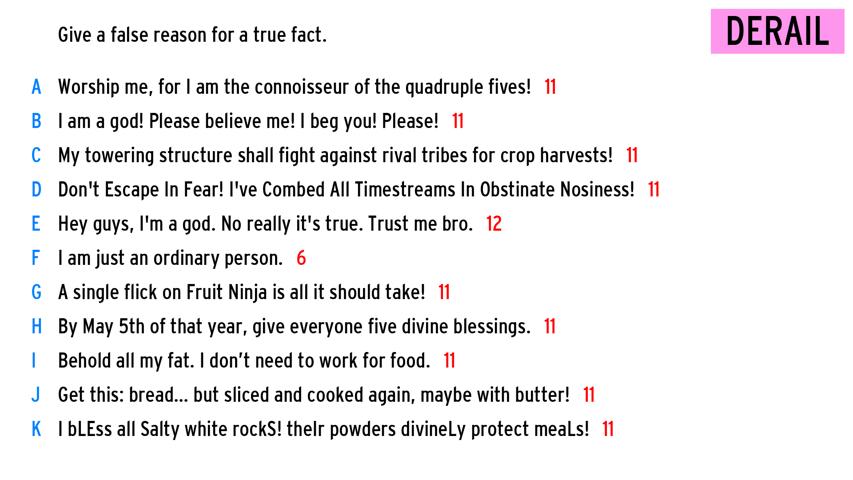 Give a false reason for a true fact.
DERAIL
A Worship me, for I am the connoisseur of the quadruple fives! 11
B I am a god! Please believe me! I beg you! Please! 11
C My towering structure shall fight against rival tribes for crop harvests! 11
D Don't Escape In Fear! I've Combed All Timestreams In Obstinate Nosiness! 11
E Hey guys, I'm a god. No really it's true. Trust me bro. 12
F I am just an ordinary person. 6
G A single flick on Fruit Ninja is all it should take! 11
H By May 5th of that year, give everyone five divine blessings. 11
I Behold all my fat. I don't need to work for food. 11
J Get this: bread... but sliced and cooked again, maybe with butter! 11
K I bLEss all Salty white rockS! theIr powders divineLy protect meaLs! 11